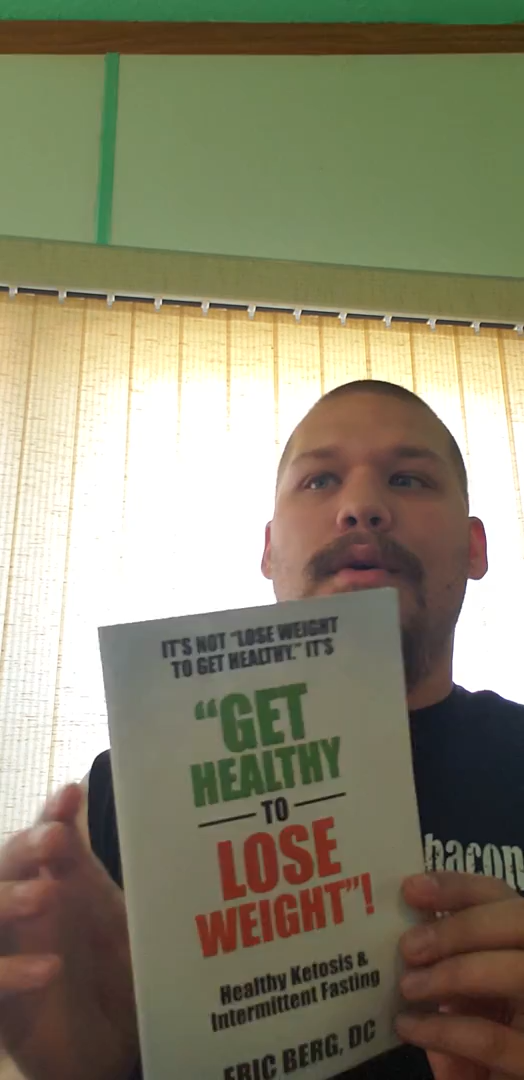 IT'S NOT "LOSE WEIGHT
TO GET HEALTHY." IT'S
"GET
HEALTHY
TO
LOSE
WEIGHT"!
Healthy Ketosis &
Intermittent Fasting
ERIC BERG, DC
bacon